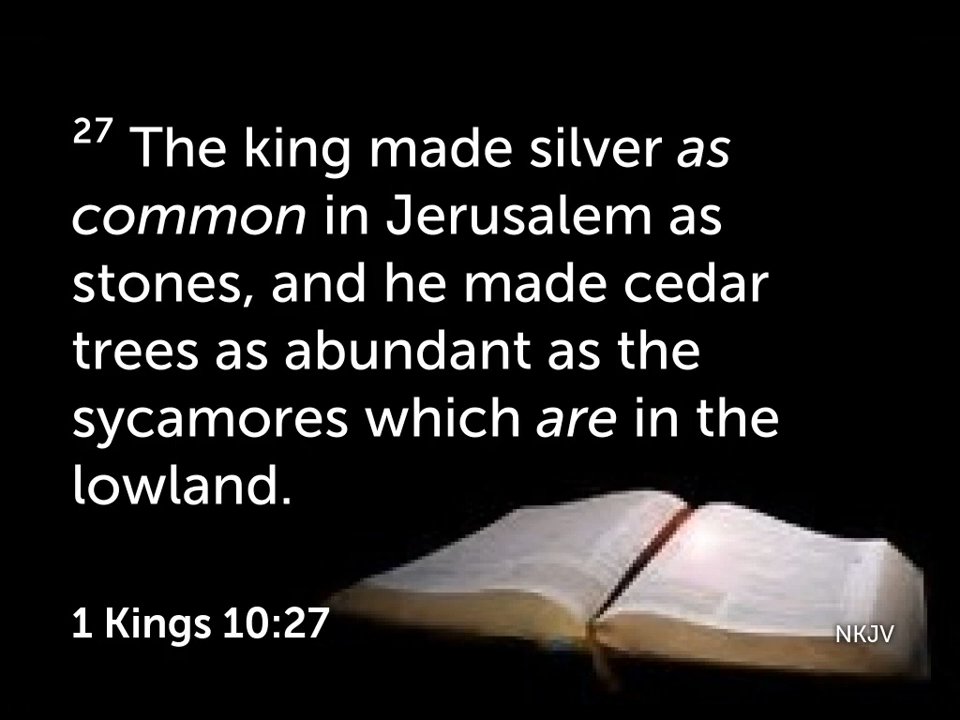 27 The king made silver as
common in Jerusalem as
stones, and he made cedar
trees as abundant as the
sycamores which are in the
lowland.
1 Kings 10:27
NKJV